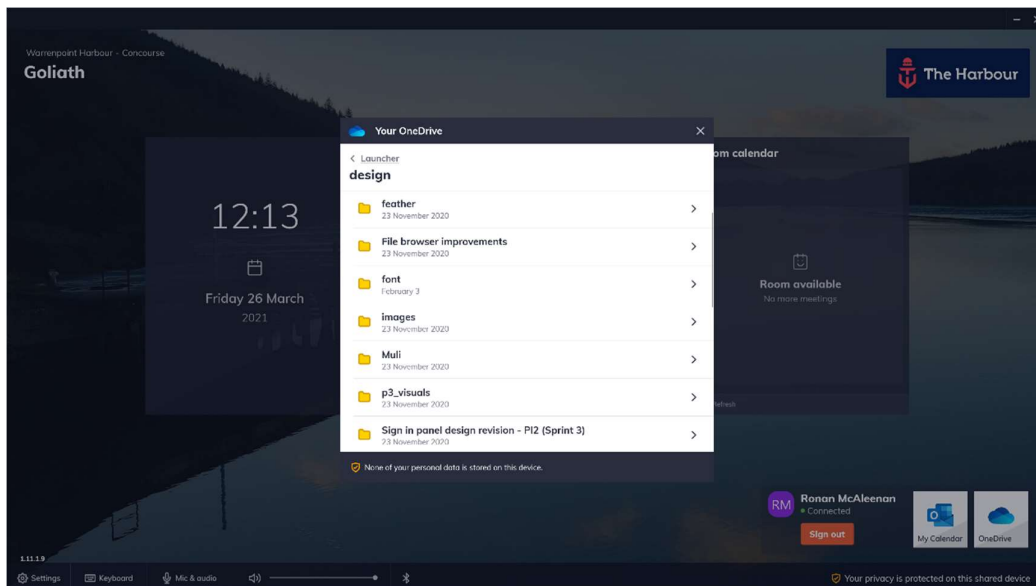 Warrenpoint Harbour - Concourse
Goliath
The Harbour
Your OneDrive
Launcher
design
feather
23 November 2020
File browser improvements
23 November 2020
font
February 3
images
23 November 2020
Muli
23 November 2020
p3_visuals
23 November 2020
Sign in panel design revision - PI2 (Sprint 3)
23 November 2020
None of your personal data is stored on this device.
12:13
Friday 26 March
2021
om calendar
Room available
No more meetings
Refresh
RM
Ronan McAleenan
Connected
Sign out
My Calendar
OneDrive
1.11.1.9
Settings
Keyboard
Mic & audio
Your privacy is protected on this shared device